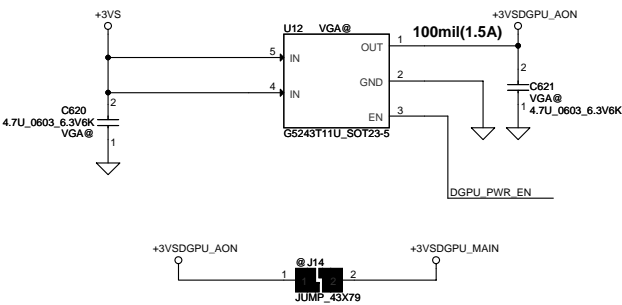 +3VS
+3VSDGPU_AON
U12 VGA@
100mil(1.5A)
5 IN
OUT 1
2
GND 2
C621
VGA@
4.7U_0603_6.3V6K
1
4 IN
2
C620
4.7U_0603_6.3V6K
VGA@
1
EN 3
G5243T11U_SOT23-5
DGPU_PWR_EN
+3VSDGPU_AON
+3VSDGPU_MAIN
@ J14
1 1 2 2
JUMP_43X79